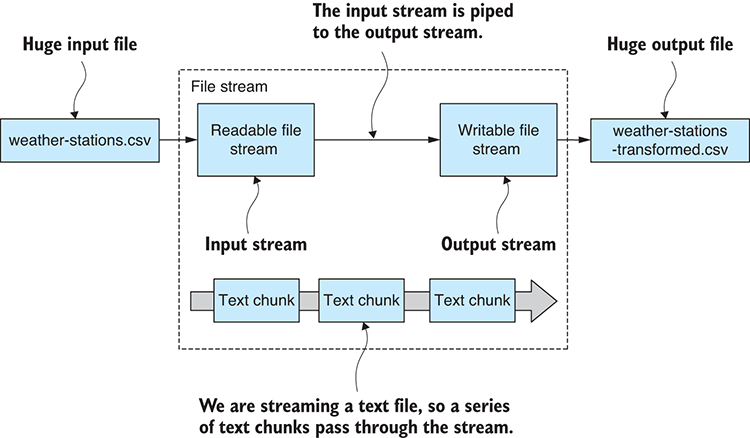 The input stream is piped
to the output stream.
Huge input file
Huge output file
File stream
weather-stations.csv
Readable file
stream
Writable file
stream
weather-stations
-transformed.csv
Input stream
Output stream
Text chunk
Text chunk
Text chunk
We are streaming a text file, so a series
of text chunks pass through the stream.